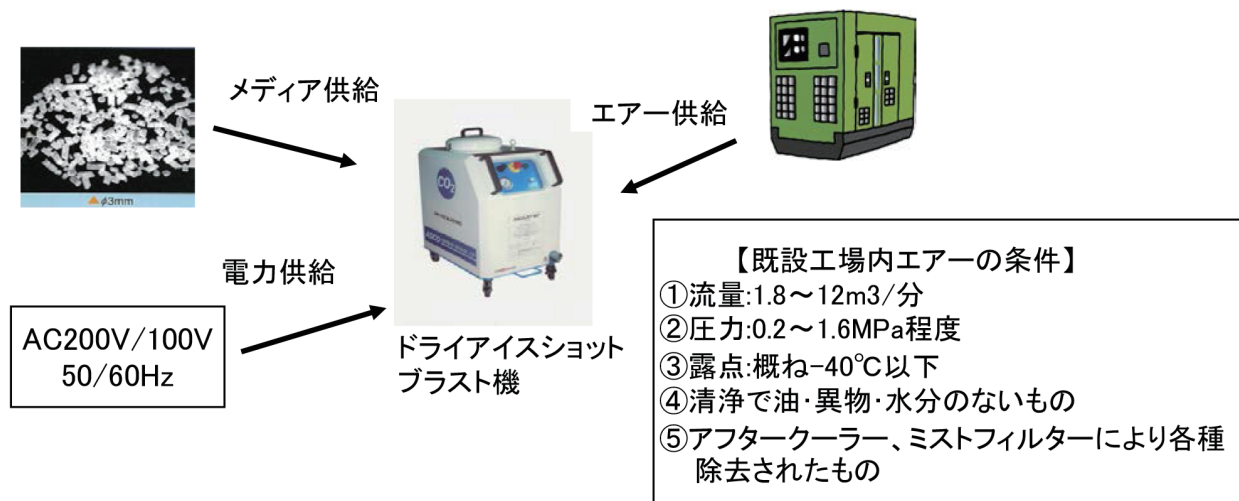 メディア供給
エアー供給
▲φ3mm
CO2
電力供給
AC200V/100V
50/60Hz
ドライアイスショット
ブラスト機
【既設工場内エアーの条件】
①流量:1.8～12m3/分
②圧力:0.2～1.6MPa程度
③露点:概ね-40℃以下
④清浄で油・異物・水分のないもの
⑤アフタークーラー、ミストフィルターにより各種
除去されたもの